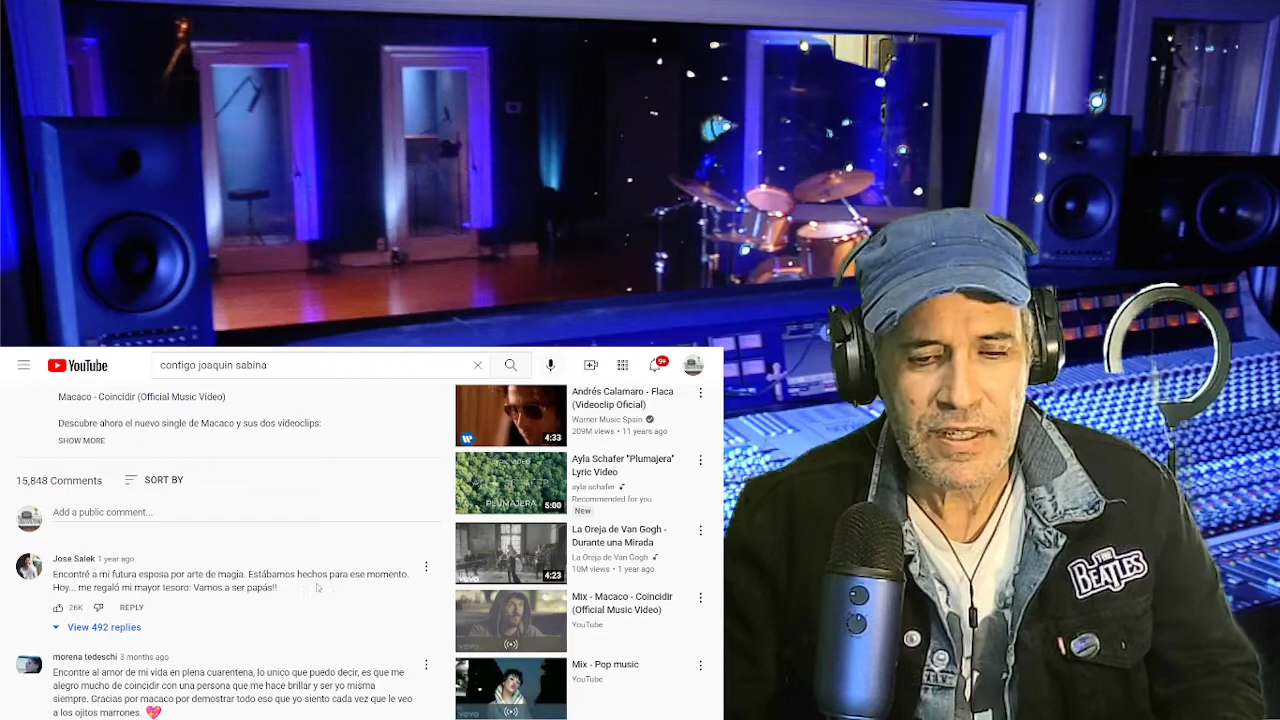 YouTube
contigo joaquin sabina
9+
Macaco - Coincidir (Official Music Video)
Descubre ahora el nuevo single de Macaco y sus dos videoclips:
SHOW MORE
15,848 Comments
SORT BY
Add a public comment...
Jose Salek 1 year ago
Encontré a mi futura esposa por arte de magia. Estábamos hechos para ese momento.
Hoy... me regaló mi mayor tesoro: Vamos a ser papás!!
26K
REPLY
View 492 replies
morena tedeschi 3 months ago
Encontre al amor de mi vida en plena cuarentena, lo unico que puedo decir, es que me
alegro mucho de coincidir con una persona que me hace brillar y ser yo misma
siempre. Gracias por macaco por demostrar todo eso que yo siento cada vez que le veo
a los ojitos marrones.
Andrés Calamaro - Flaca
(Videoclip Oficial)
Warner Music Spain
209M views • 11 years ago
4:33
Ayla Schafer "Plumajera"
Lyric Video
ayla schafer
Recommended for you
New
PLUMAJERA
5:00
La Oreja de Van Gogh -
Durante una Mirada
La Oreja de Van Gogh
10M views • 1 year ago
vevo
4:23
Mix - Macaco - Coincidir
(Official Music Video)
YouTube
vevo
Mix - Pop music
YouTube
vevo
THE
BEATLES